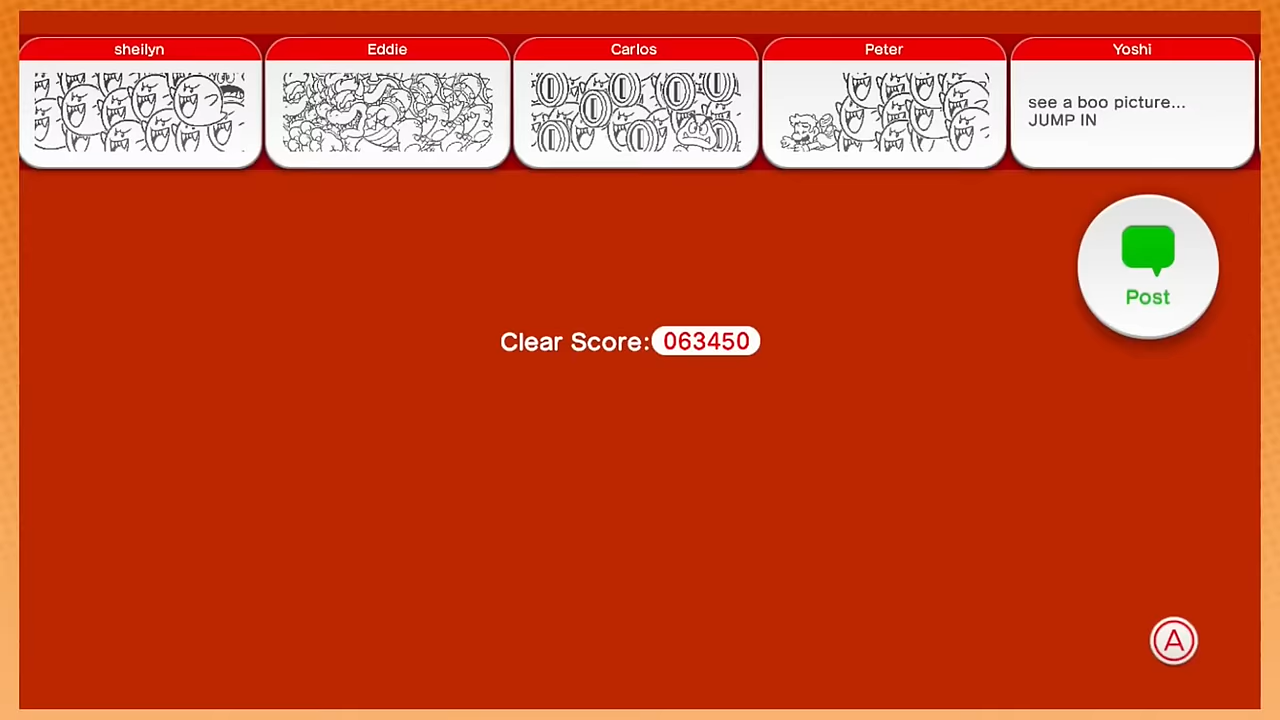 sheilyn
Eddie
Carlos
Peter
Yoshi
see a boo picture...
JUMP IN
Post
Clear Score: 063450
A